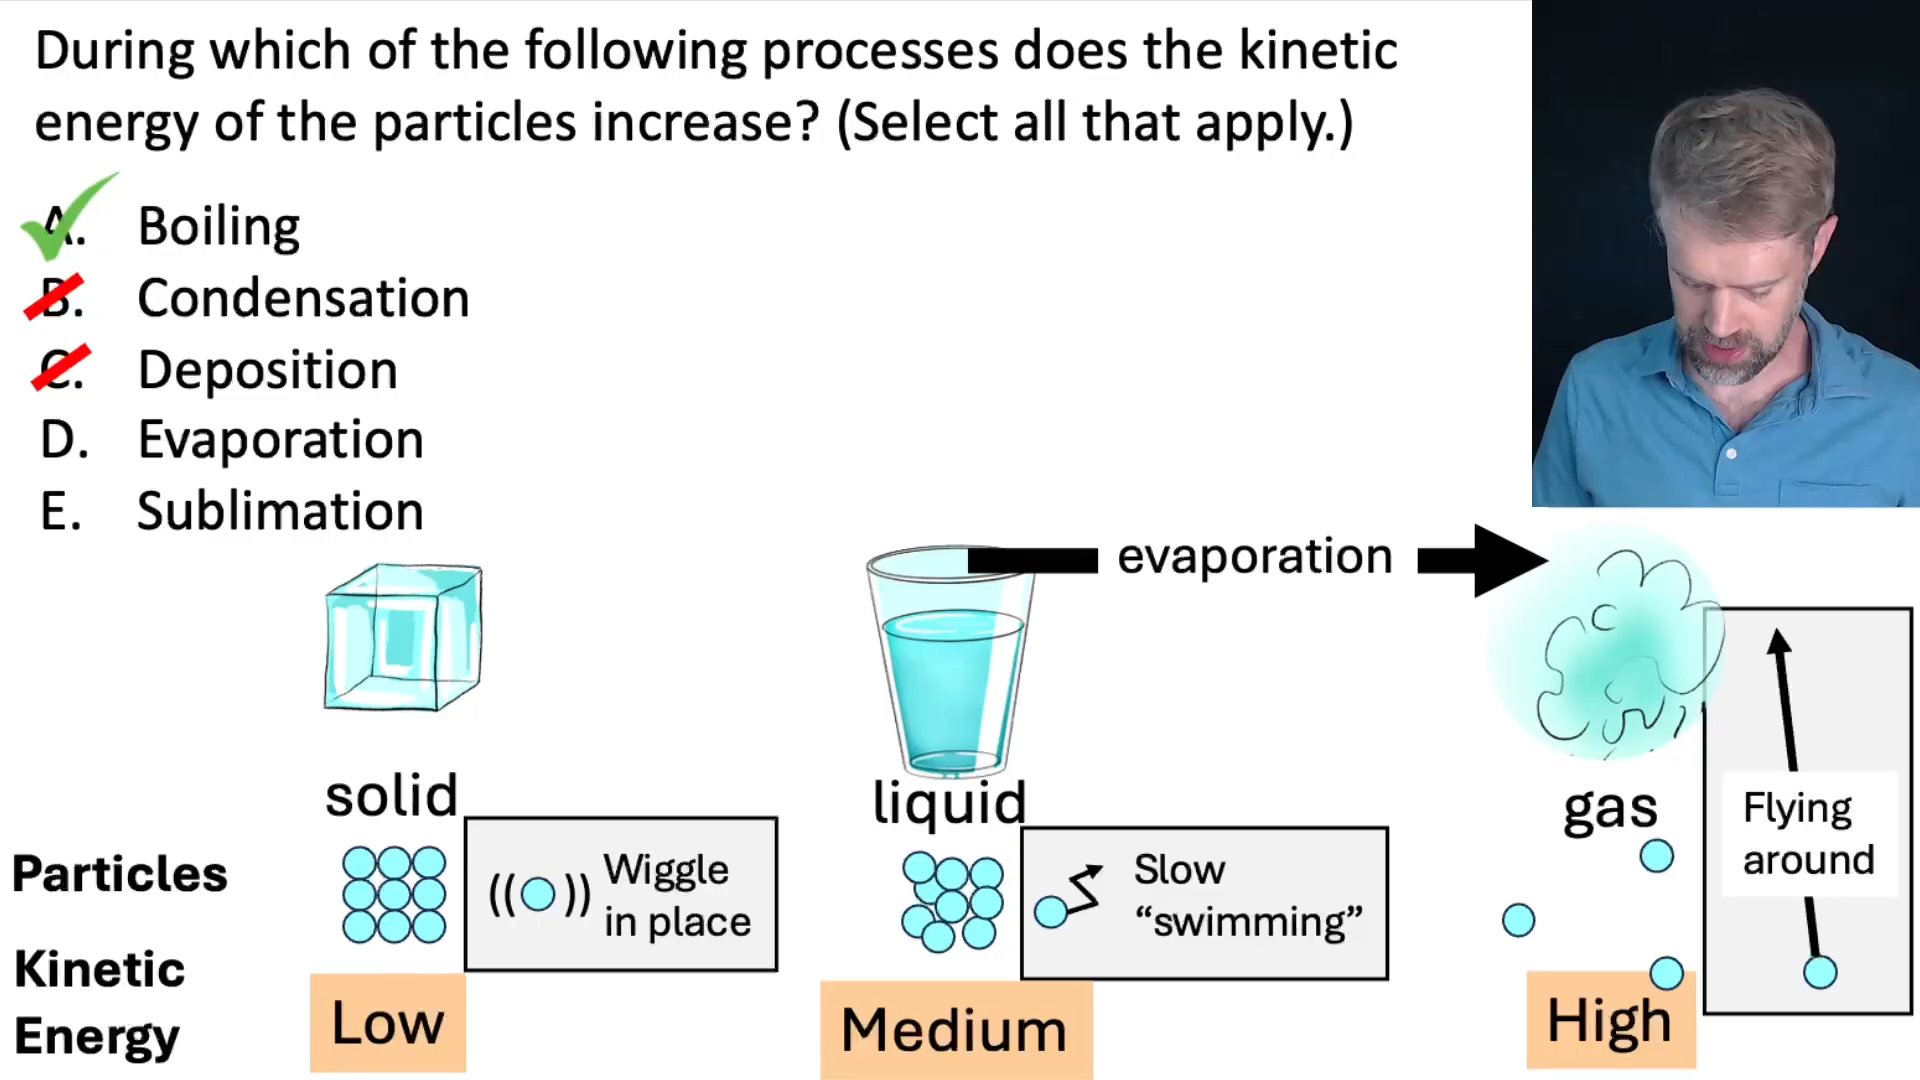 During which of the following processes does the kinetic
energy of the particles increase? (Select all that apply.)
A. Boiling
B. Condensation
C. Deposition
D. Evaporation
E. Sublimation
evaporation
solid
liquid
gas
Particles
((  )) Wiggle
in place
Slow
“swimming”
Flying
around
Kinetic
Energy
Low
Medium
High